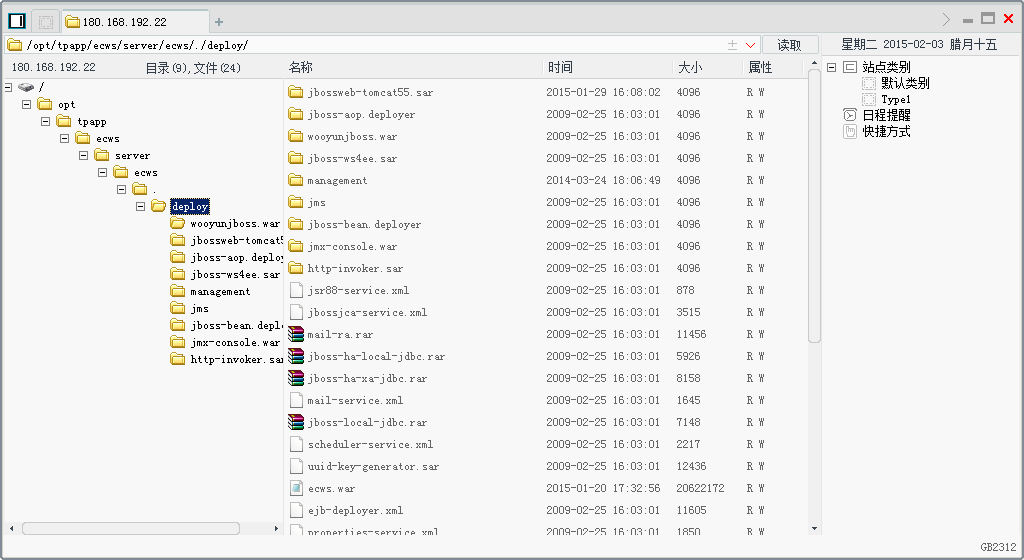 180.168.192.22 +
/opt/tpapp/ecws/server/ecws/./deploy/ 读取 星期二 2015-02-03 腊月十五
180.168.192.22 目录(9),文件(24) 名称 时间 大小 属性
/
opt
tpapp
ecws
server
ecws
.
deploy
wooyunjboss.war
jbossweb-tomcat5
jboss-aop.deploy
jboss-ws4ee.sar
management
jms
jboss-bean.deplo
jmx-console.war
http-invoker.sar
jbossweb-tomcat55.sar 2015-01-29 16:08:02 4096 R W
jboss-aop.deployer 2009-02-25 16:03:01 4096 R W
wooyunjboss.war 2009-02-25 16:03:01 4096 R W
jboss-ws4ee.sar 2009-02-25 16:03:01 4096 R W
management 2014-03-24 18:06:49 4096 R W
jms 2009-02-25 16:03:01 4096 R W
jboss-bean.deployer 2009-02-25 16:03:01 4096 R W
jmx-console.war 2009-02-25 16:03:01 4096 R W
http-invoker.sar 2009-02-25 16:03:01 4096 R W
jsr88-service.xml 2009-02-25 16:03:01 878 R W
jbossjca-service.xml 2009-02-25 16:03:01 3515 R W
mail-ra.rar 2009-02-25 16:03:01 11456 R W
jboss-ha-local-jdbc.rar 2009-02-25 16:03:01 5926 R W
jboss-ha-xa-jdbc.rar 2009-02-25 16:03:01 8158 R W
mail-service.xml 2009-02-25 16:03:01 1645 R W
jboss-local-jdbc.rar 2009-02-25 16:03:01 7148 R W
scheduler-service.xml 2009-02-25 16:03:01 2217 R W
uuid-key-generator.sar 2009-02-25 16:03:01 12436 R W
ecws.war 2015-01-20 17:32:56 20622172 R W
ejb-deployer.xml 2009-02-25 16:03:01 11605 R W
properties-service.xml 2009-02-25 16:03:01 1850 R W
站点类别
默认类别
Type1
日程提醒
快捷方式
GB2312